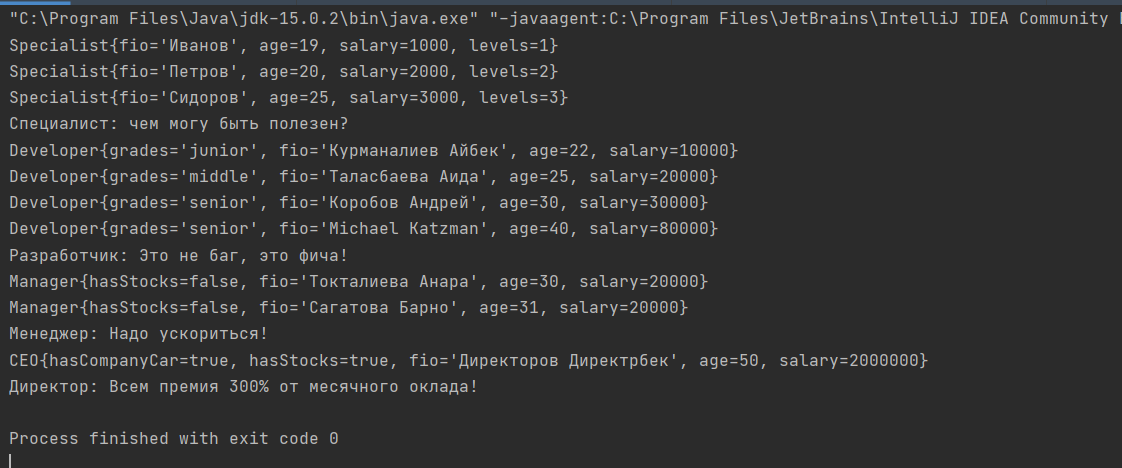 "C:\Program Files\Java\jdk-15.0.2\bin\java.exe" "-javaagent:C:\Program Files\JetBrains\IntelliJ IDEA Community
Specialist{fio='Иванов', age=19, salary=1000, levels=1}
Specialist{fio='Петров', age=20, salary=2000, levels=2}
Specialist{fio='Сидоров', age=25, salary=3000, levels=3}
Специалист: чем могу быть полезен?
Developer{grades='junior', fio='Курманалиев Айбек', age=22, salary=10000}
Developer{grades='middle', fio='Таласбаева Аида', age=25, salary=20000}
Developer{grades='senior', fio='Коробов Андрей', age=30, salary=30000}
Developer{grades='senior', fio='Michael Katzman', age=40, salary=80000}
Разработчик: Это не баг, это фича!
Manager{hasStocks=false, fio='Токталиева Анара', age=30, salary=20000}
Manager{hasStocks=false, fio='Сагатова Барно', age=31, salary=20000}
Менеджер: Надо ускориться!
CEO{hasCompanyCar=true, hasStocks=true, fio='Директоров Директрбек', age=50, salary=2000000}
Директор: Всем премия 300% от месячного оклада!
Process finished with exit code 0